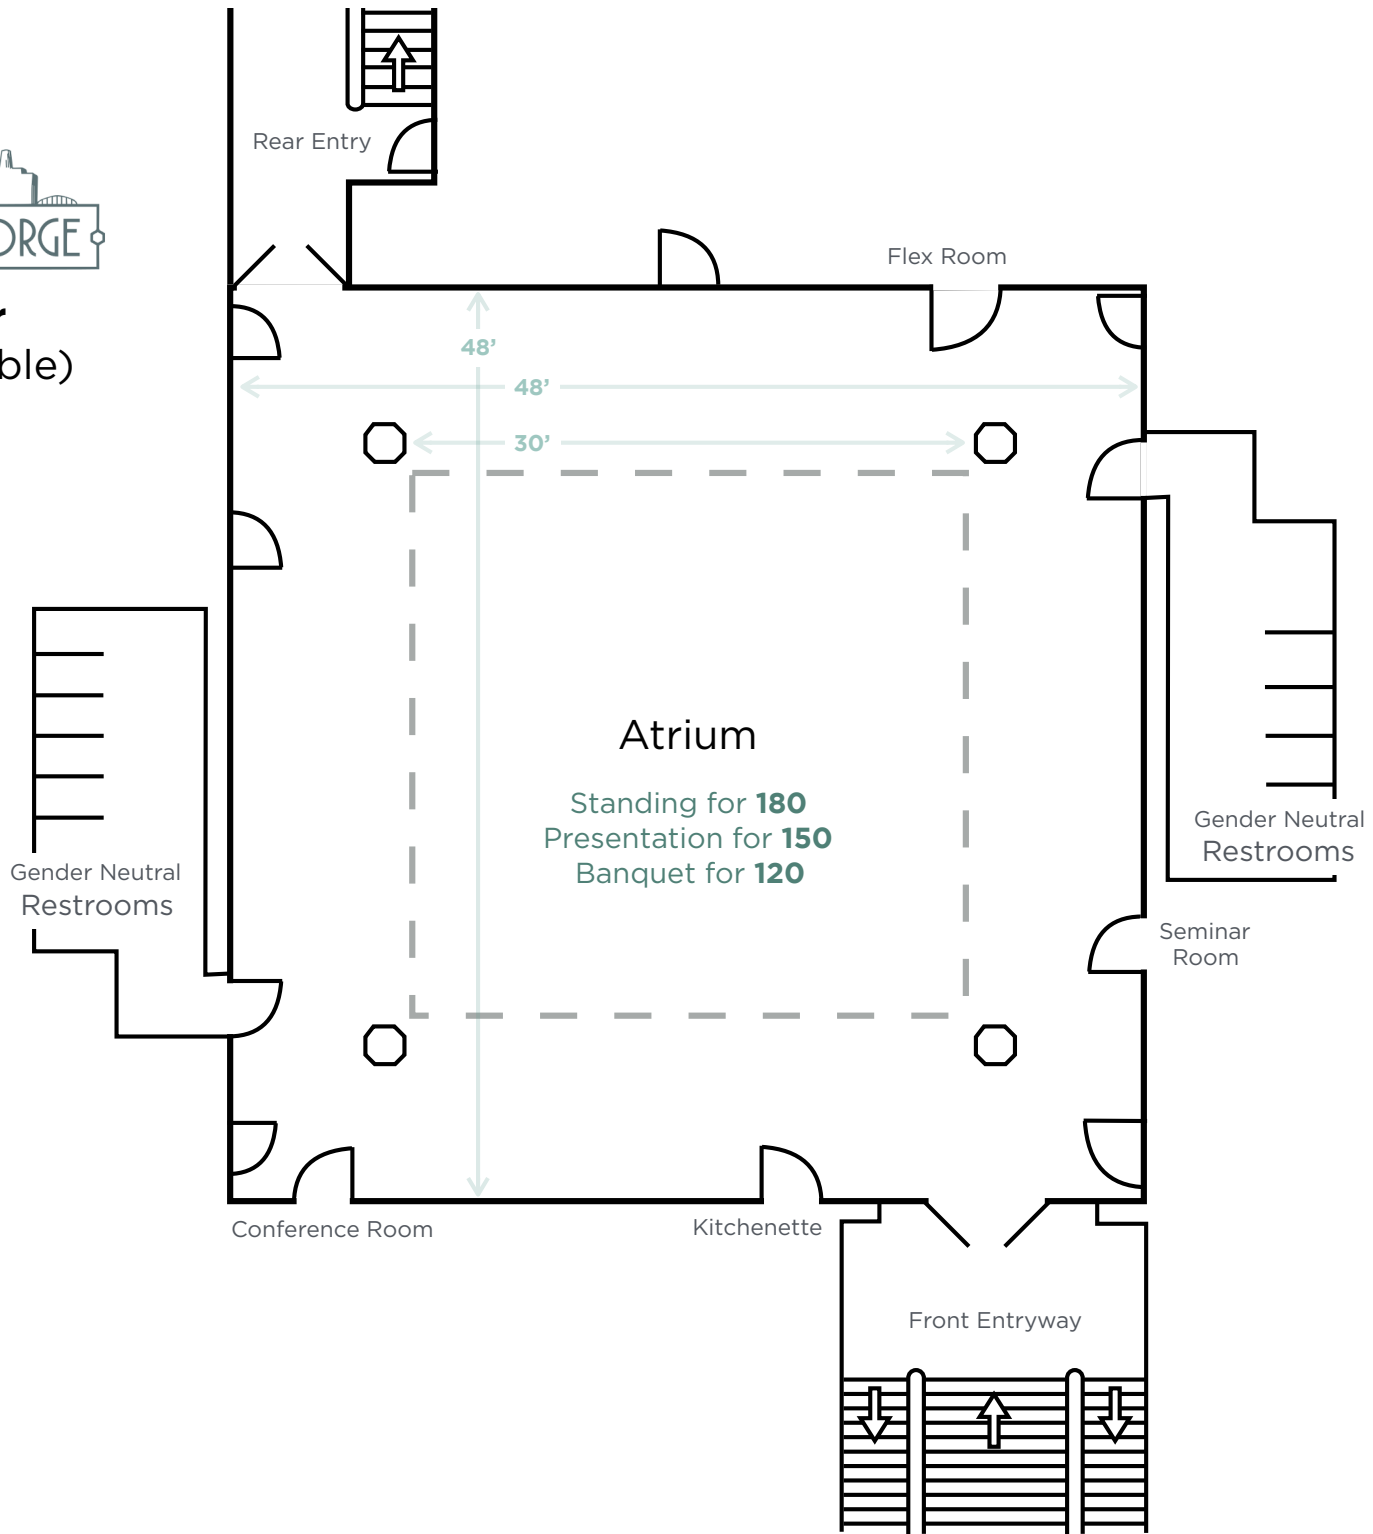 Rear Entry
ORGE
Flex Room
ble)
48’
48’
30’
Atrium
Standing for 180
Presentation for 150
Banquet for 120
Gender Neutral
Restrooms
Gender Neutral
Restrooms
Seminar
Room
Conference Room
Kitchenette
Front Entryway